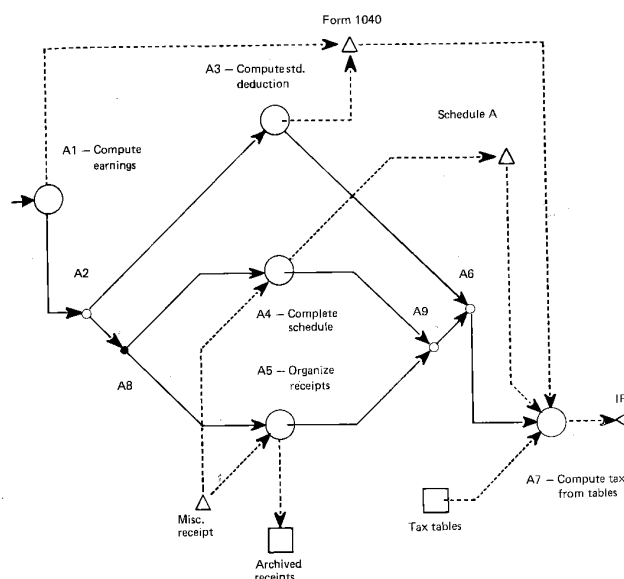 Form 1040
A3 – Compute std.
deduction
Schedule A
A1 – Compute
earnings
A2
A6
A4 – Complete
schedule
A9
A8
A5 – Organize
receipts
A7 – Compute tax
from tables
Misc.
receipt
Tax tables
Archived
receipts